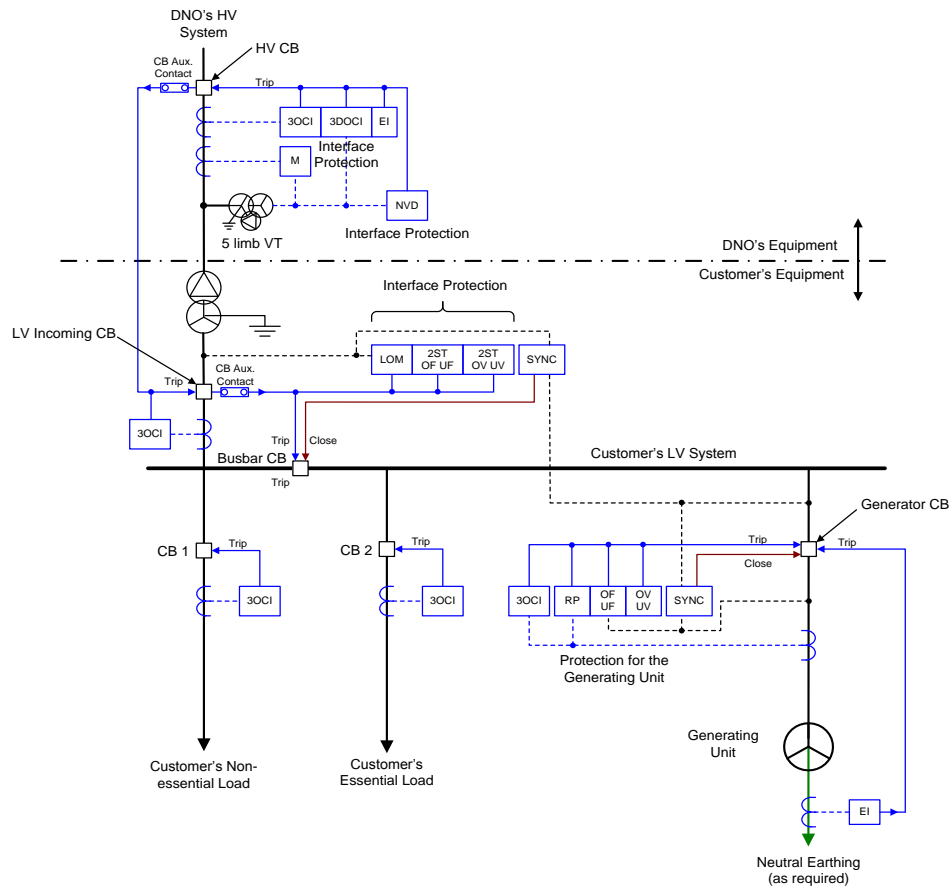 DNO's HV
System
HV CB
CB Aux.
Contact
Trip
3OCI
3DOCI
EI
Interface
Protection
M
NVD
5 limb VT
Interface Protection
DNO's Equipment
Customer's Equipment
Interface Protection
LV Incoming CB
LOM
2ST
OF UF
2ST
OV UV
SYNC
CB Aux.
Contact
Trip
3OCI
Trip
Close
Busbar CB
Customer's LV System
Trip
Generator CB
CB 1
Trip
CB 2
Trip
Trip
Trip
Close
3OCI
3OCI
3OCI
RP
OF
UF
OV
UV
SYNC
Protection for the
Generating Unit
Generating
Unit
Customer's Non-
essential Load
Customer's
Essential Load
EI
Neutral Earthing
(as required)